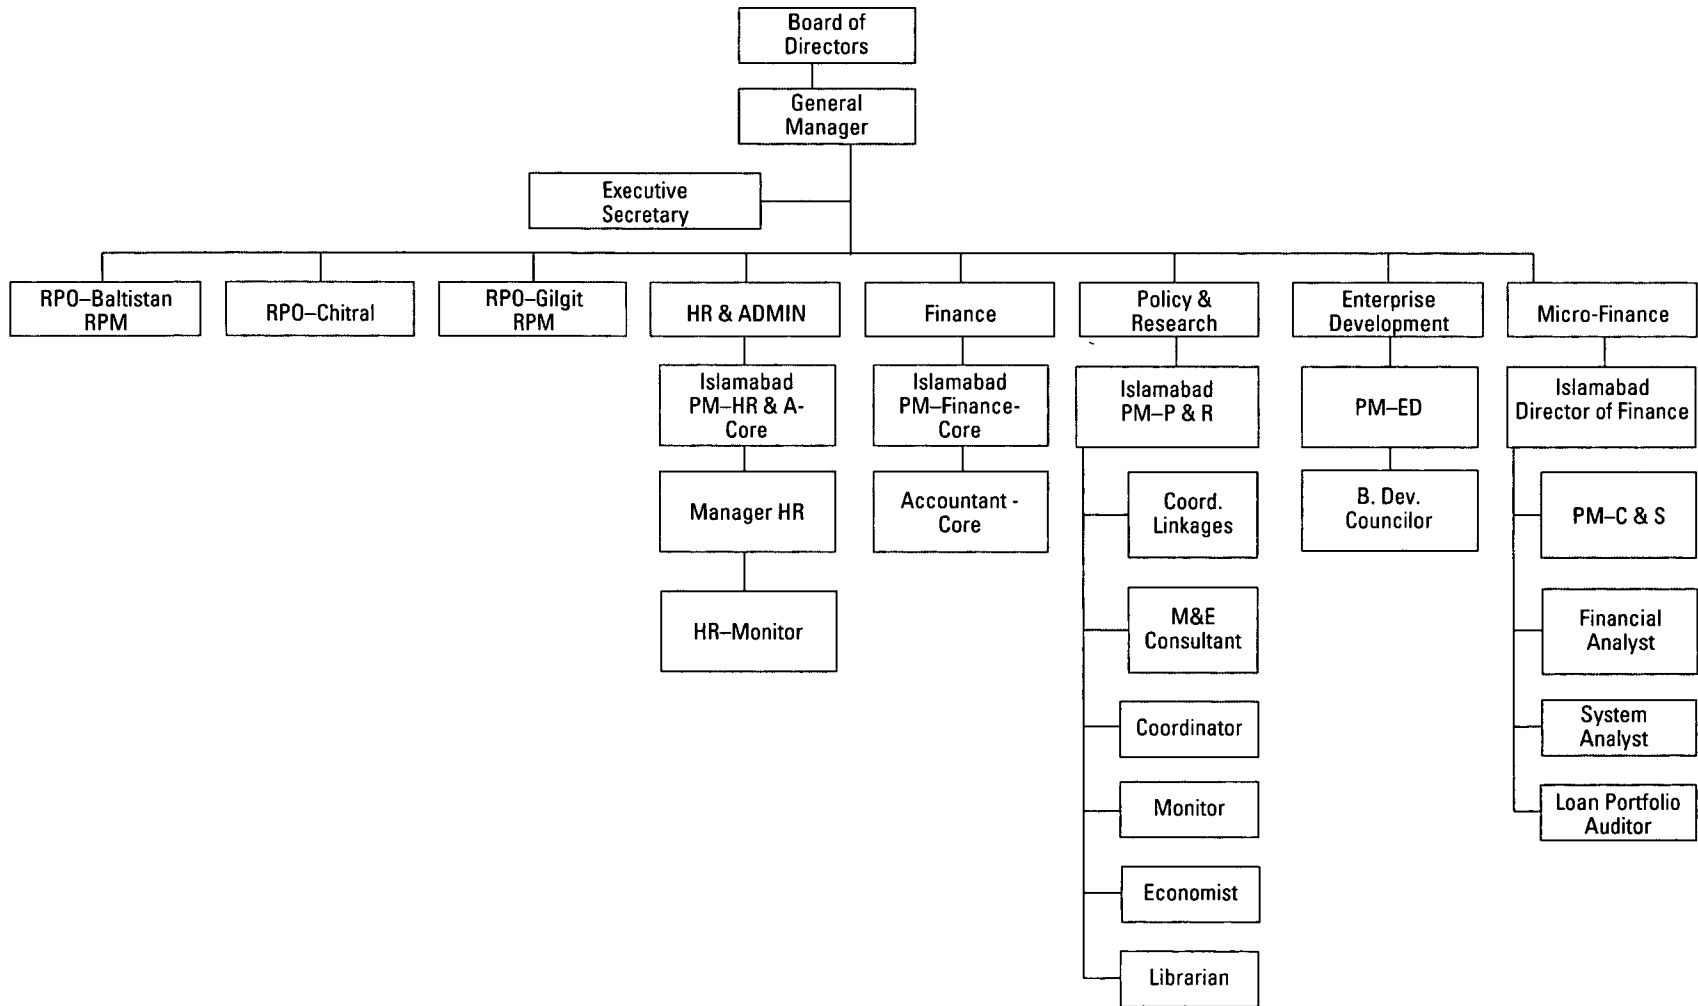 Board of
Directors
General
Manager
Executive
Secretary
RPO–Baltistan
RPM
RPO–Chitral
RPO–Gilgit
RPM
HR & ADMIN
Finance
Policy &
Research
Enterprise
Development
Micro-Finance
Islamabad
PM–HR & A-
Core
Islamabad
PM–Finance-
Core
Islamabad
PM–P & R
PM–ED
Islamabad
Director of Finance
Manager HR
Accountant -
Core
Coord.
Linkages
B. Dev.
Councilor
PM–C & S
HR–Monitor
M&E
Consultant
Financial
Analyst
Coordinator
System
Analyst
Monitor
Loan Portfolio
Auditor
Economist
Librarian